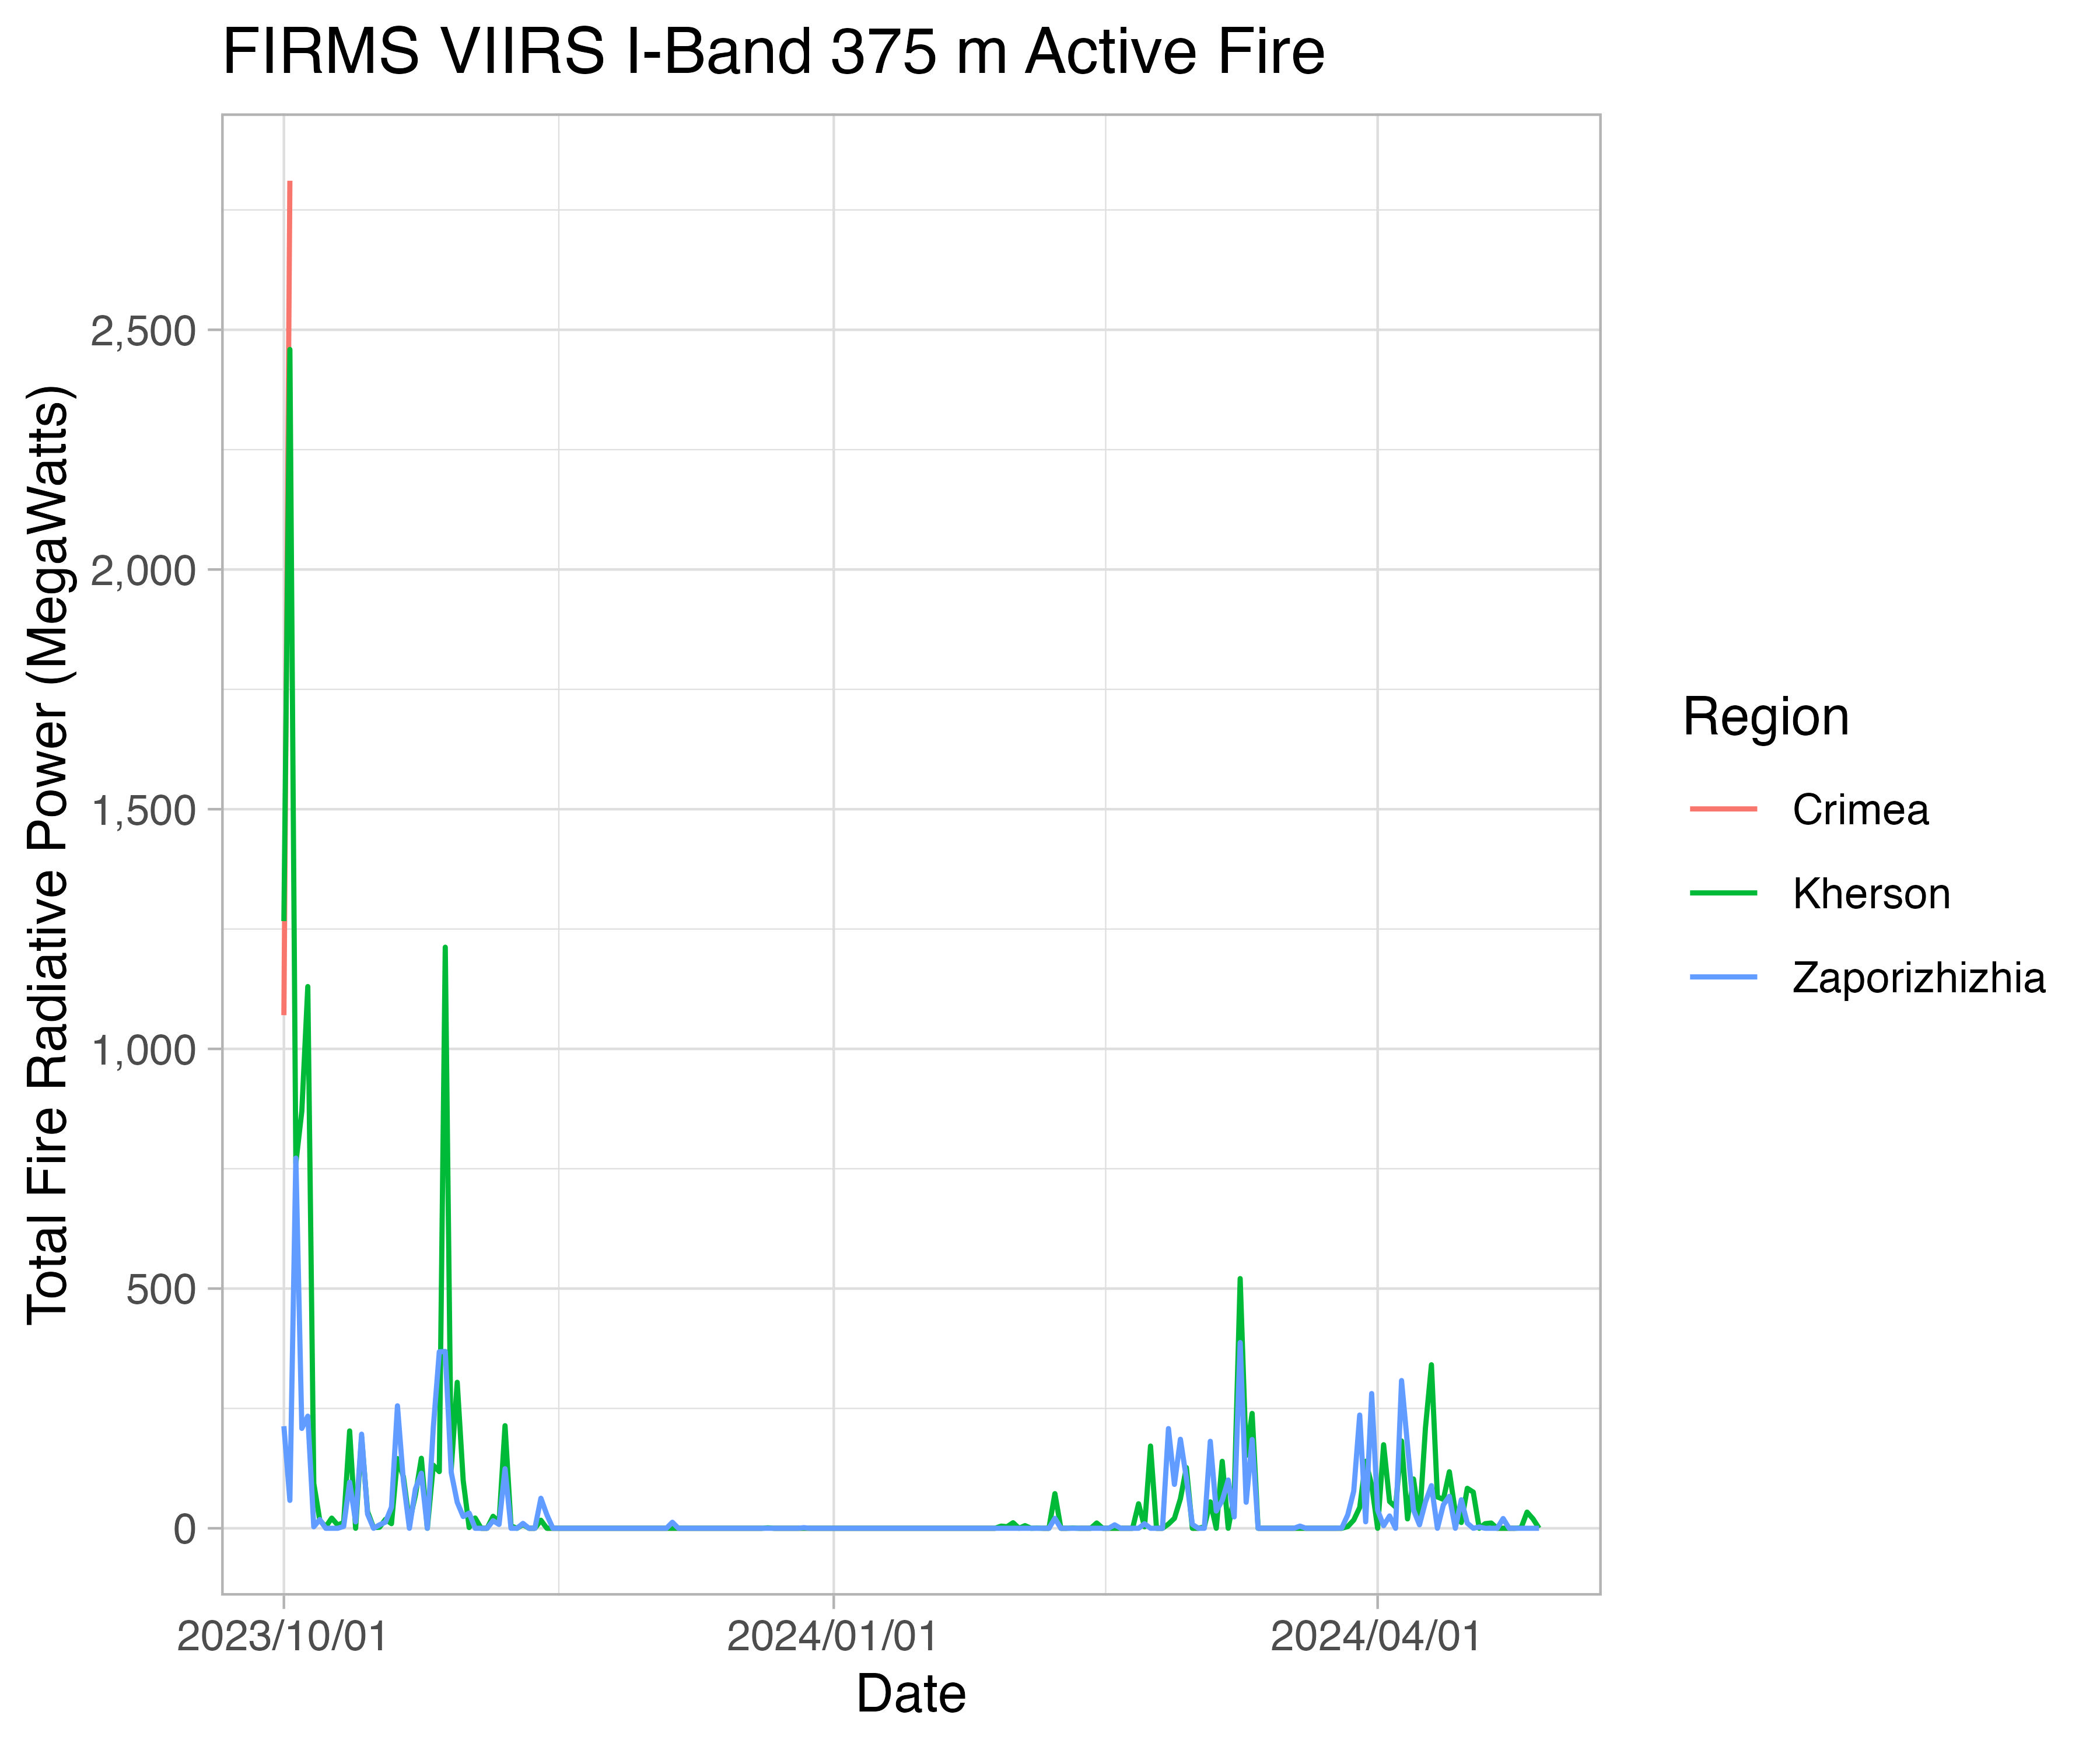 FIRMS VIIRS I-Band 375 m Active Fire
Total Fire Radiative Power (MegaWatts)
2,500
2,000
1,500
1,000
500
0
2023/10/01
2024/01/01
2024/04/01
Date
Region
Crimea
Kherson
Zaporizhizhia